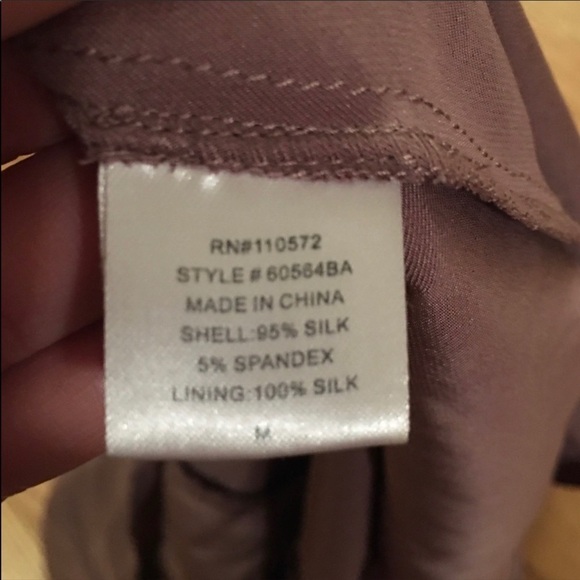 RN#110572
STYLE # 60564BA
MADE IN CHINA
SHELL:95% SILK
5% SPANDEX
LINING:100% SILK
M